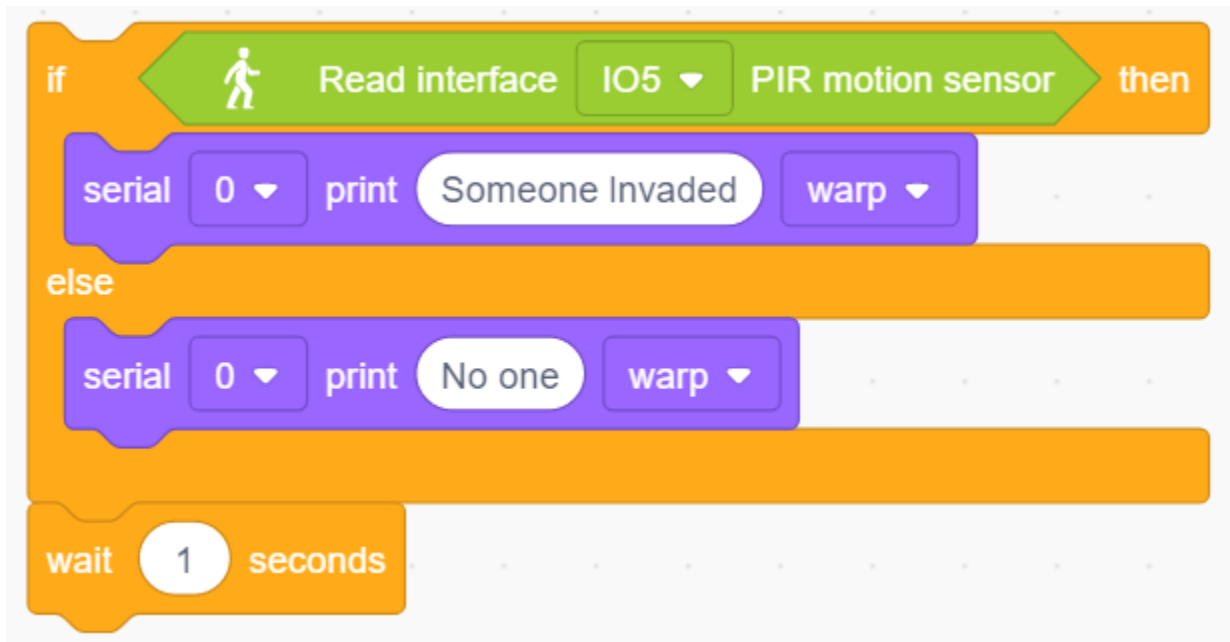 if Read interface IO5 PIR motion sensor then
serial 0 print Someone Invaded warp
else
serial 0 print No one warp
wait 1 seconds